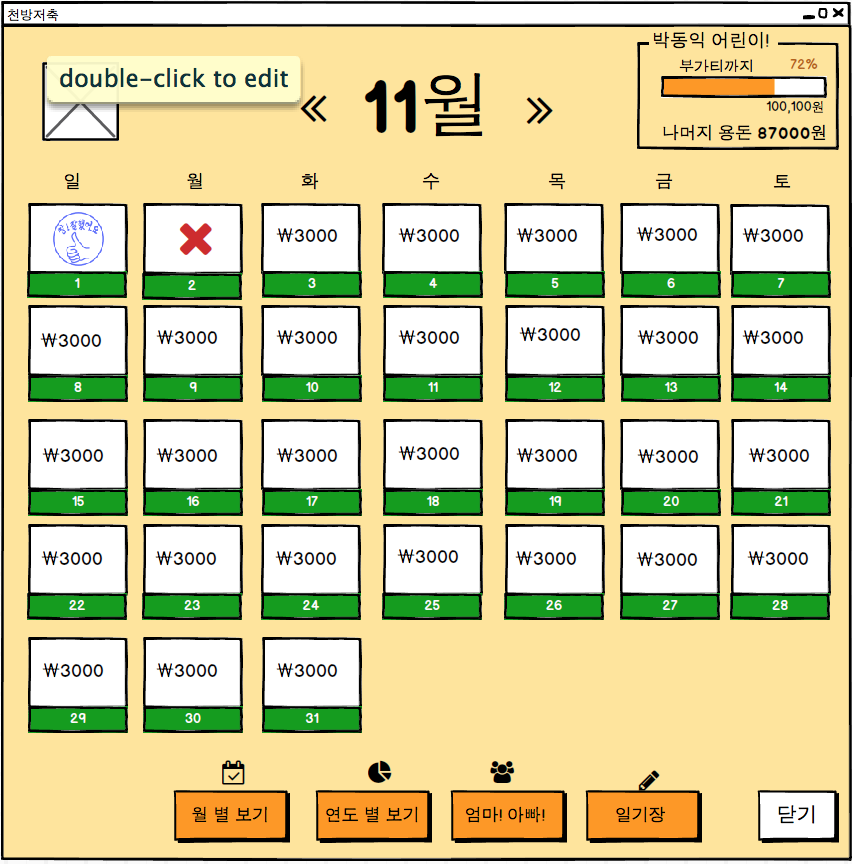 천방저축
double-click to edit
11월
박동익 어린이!
부가티까지 72%
100,100원
나머지 용돈 87000원
일 월 화 수 목 금 토
참 잘했어요 ₩3000 ₩3000 ₩3000 ₩3000 ₩3000
1 2 3 4 5 6 7
₩3000 ₩3000 ₩3000 ₩3000 ₩3000 ₩3000 ₩3000
8 9 10 11 12 13 14
₩3000 ₩3000 ₩3000 ₩3000 ₩3000 ₩3000 ₩3000
15 16 17 18 19 20 21
₩3000 ₩3000 ₩3000 ₩3000 ₩3000 ₩3000 ₩3000
22 23 24 25 26 27 28
₩3000 ₩3000 ₩3000
29 30 31
월 별 보기 연도 별 보기 엄마! 아빠! 일기장 닫기